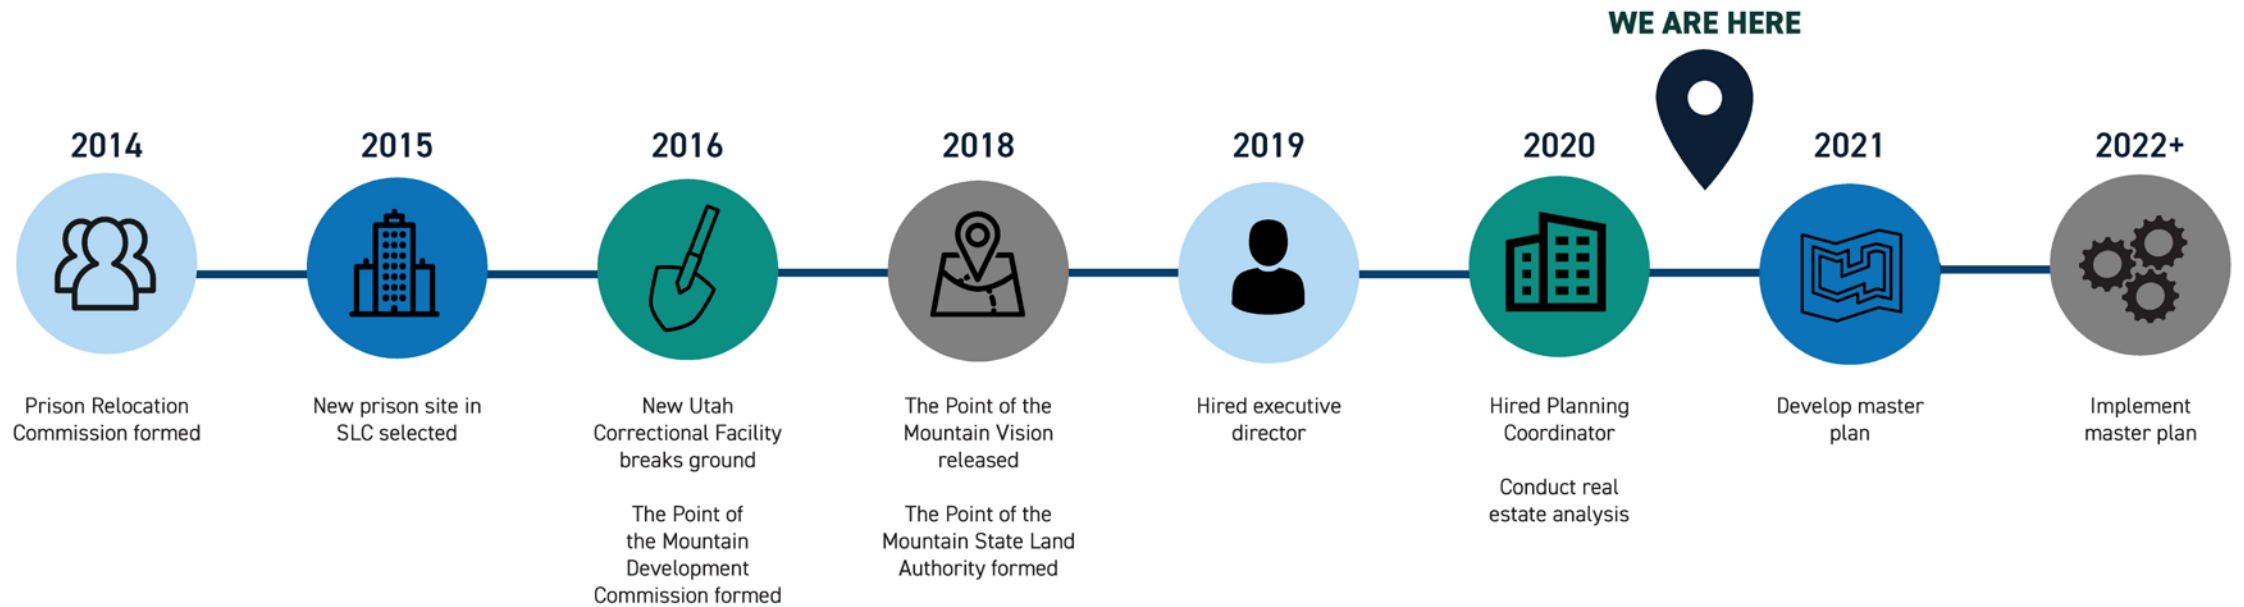 WE ARE HERE
2014
2015
2016
2018
2019
2020
2021
2022+
Prison Relocation
Commission formed
New prison site in
SLC selected
New Utah
Correctional Facility
breaks ground
The Point of
the Mountain
Development
Commission formed
The Point of the
Mountain Vision
released
The Point of the
Mountain State Land
Authority formed
Hired executive
director
Hired Planning
Coordinator
Conduct real
estate analysis
Develop master
plan
Implement
master plan